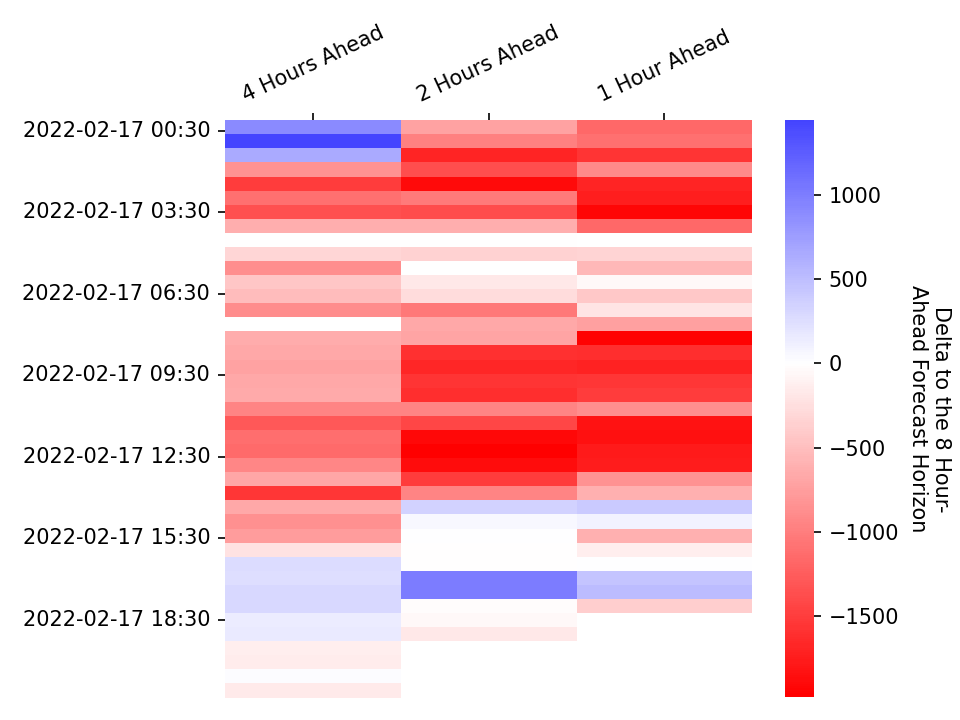 4 Hours Ahead
2 Hours Ahead
1 Hour Ahead
2022-02-17 00:30
2022-02-17 03:30
2022-02-17 06:30
2022-02-17 09:30
2022-02-17 12:30
2022-02-17 15:30
2022-02-17 18:30
1000
500
0
−500
−1000
−1500
Delta to the 8 Hour-
Ahead Forecast Horizon